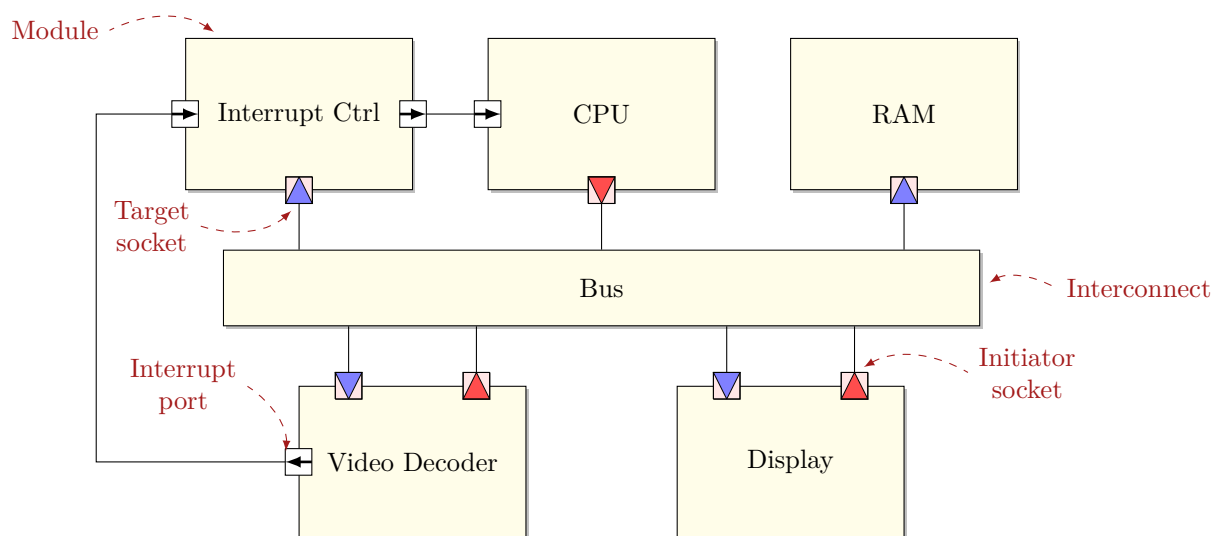 Module
Interrupt Ctrl
CPU
RAM
Target
socket
Bus
Interconnect
Interrupt
port
Initiator
socket
Video Decoder
Display